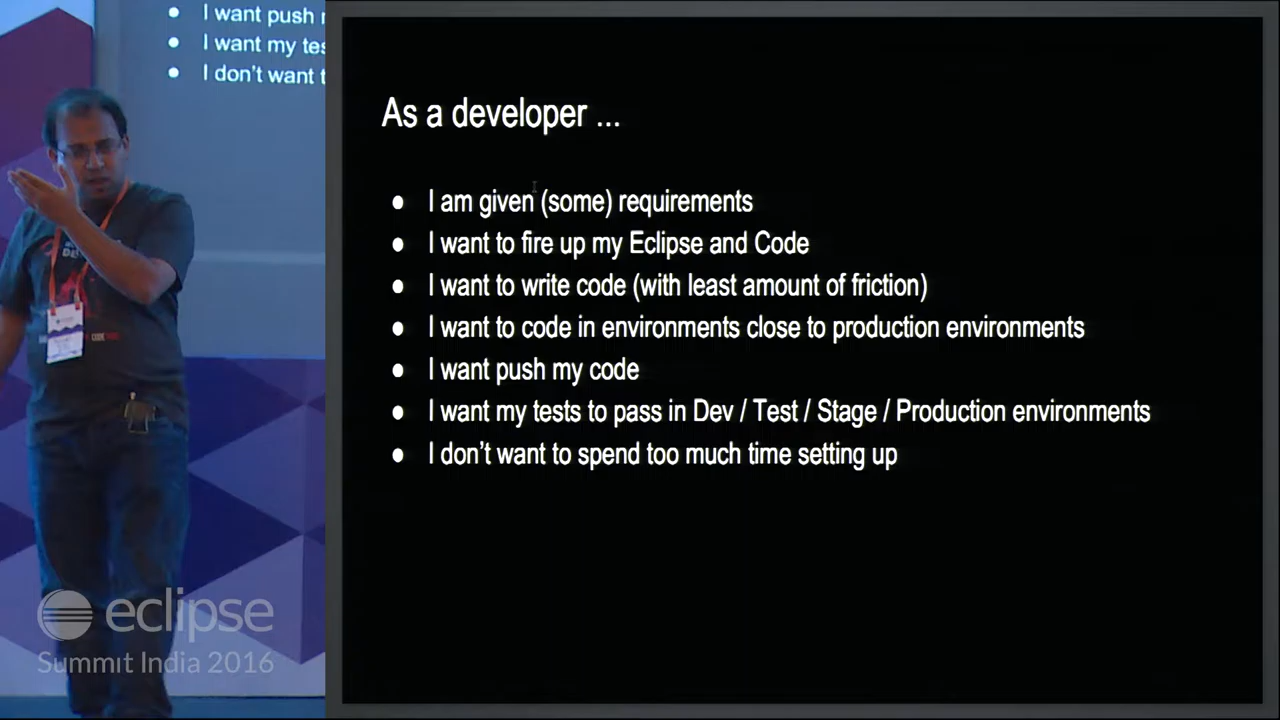 I want push
I want my tes
I don't want t
As a developer ...
I am given (some) requirements
I want to fire up my Eclipse and Code
I want to write code (with least amount of friction)
I want to code in environments close to production environments
I want push my code
I want my tests to pass in Dev / Test / Stage / Production environments
I don't want to spend too much time setting up
CODE
eclipse
Summit India 2016